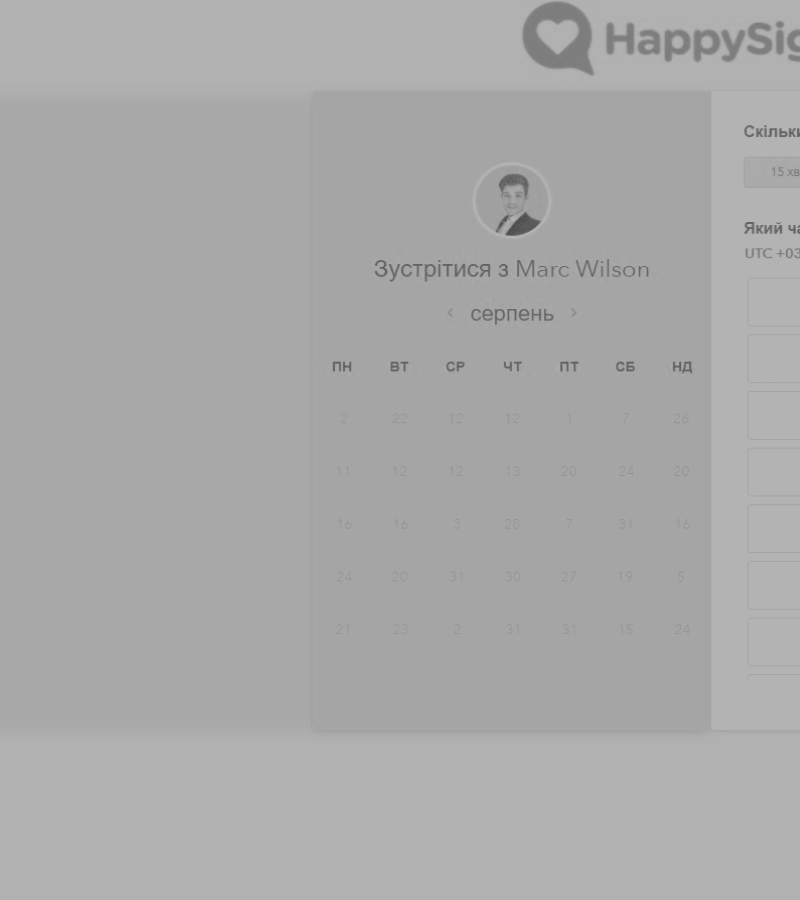 HappySig
Скільки
15 хв
Який ча
UTC +03
Зустрітися з Marc Wilson
‹ серпень ›
ПН ВТ СР ЧТ ПТ СБ НД
2 22 12 12 1 7 26
11 12 12 13 20 24 20
16 16 3 28 7 31 16
24 20 31 30 27 19 5
21 23 2 31 31 15 24